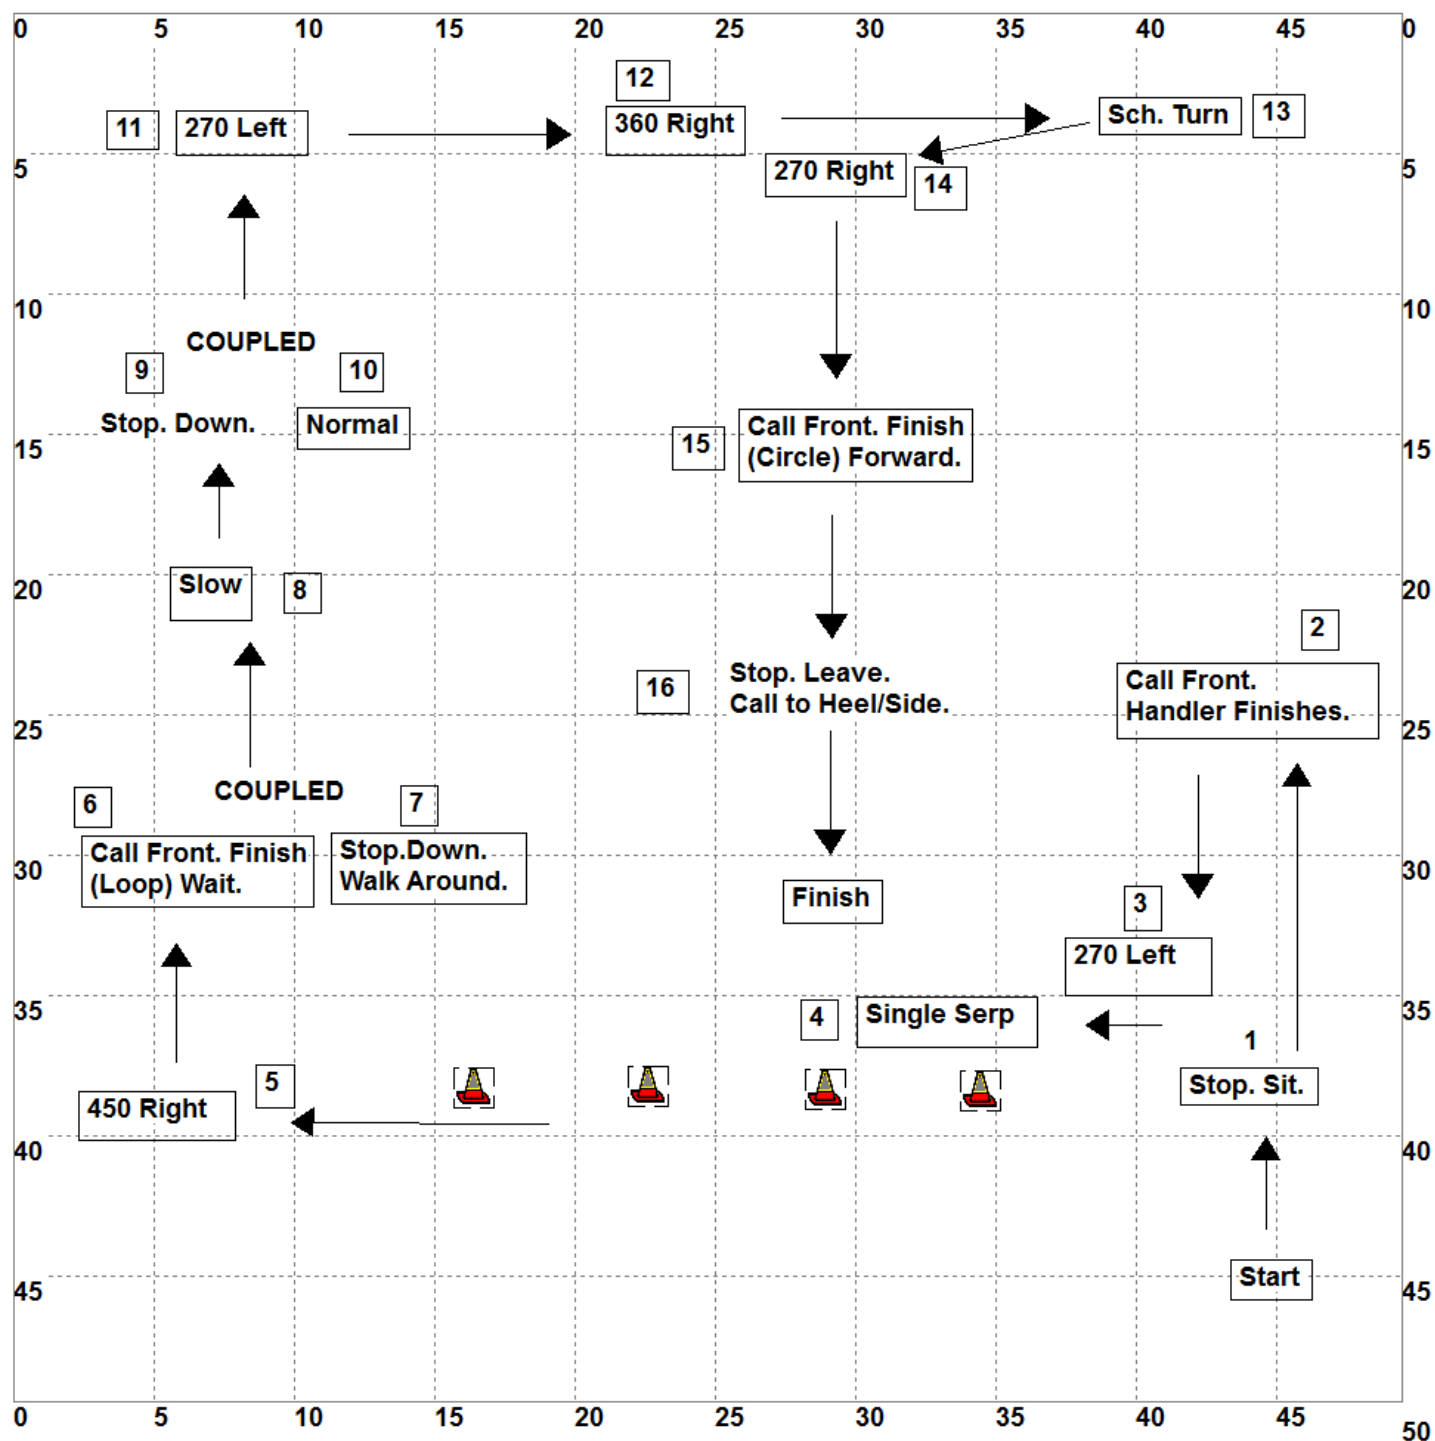 0 5 10 15 20 25 30 35 40 45 0
12
11 270 Left 360 Right Sch. Turn 13
5 270 Right 14 5
10 10
COUPLED
9 10
Stop. Down. Normal
15 15
15 Call Front. Finish
(Circle) Forward.
20 20
Slow 8
2
16 Stop. Leave.
Call to Heel/Side.
Call Front.
Handler Finishes.
25 25
COUPLED
6 7
Call Front. Finish
(Loop) Wait.
Stop.Down.
Walk Around.
30 30
Finish
3
270 Left
35 35
4 Single Serp
1
Stop. Sit.
5
450 Right
40 40
Start
45 45
0 5 10 15 20 25 30 35 40 45 50